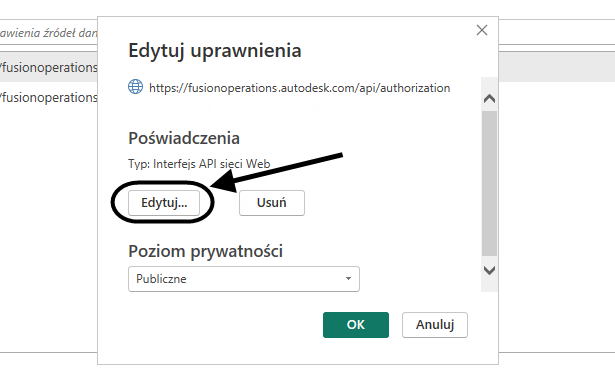 awienia źródeł dan
Edytuj uprawnienia
/fusionoperations
https://fusionoperations.autodesk.com/api/authorization
/fusionoperations
Poświadczenia
Typ: Interfejs API sieci Web
Edytuj...
Usuń
Poziom prywatności
Publiczne
OK
Anuluj